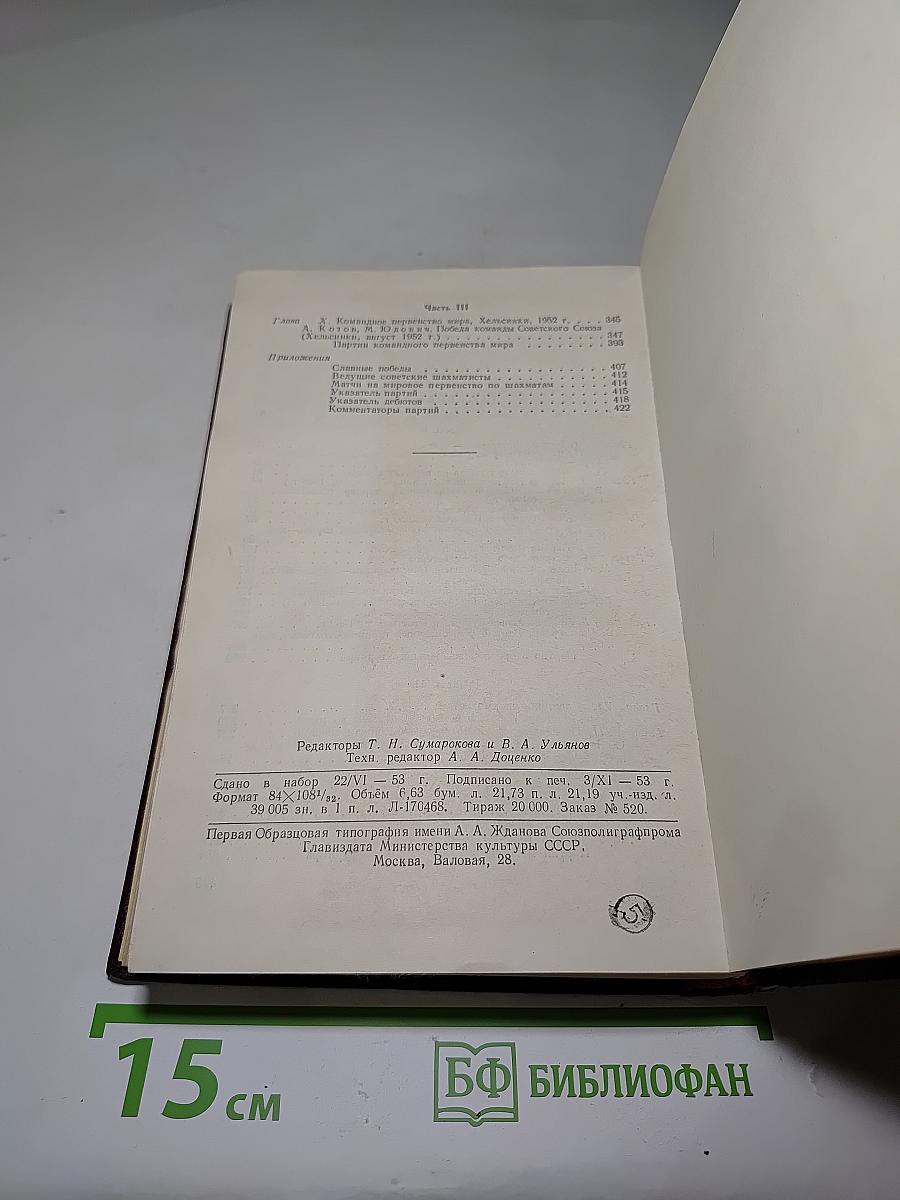 Часть III
Глава X. Командное первенство мира, Хельсинки, 1952 г. . . . . 345
А. Котов, М. Юдович. Победа команды Советского Союза
(Хельсинки, август 1952 г.) . . . . . . . . . . . . . . . . 347
Партии командного первенства мира . . . . . . . . 393
Приложения
Славные победы . . . . . . . . . . . . . . . . . . 407
Ведущие советские шахматисты . . . . . . . . . . . 412
Матчи на мировое первенство по шахматам . . . . . 414
Указатель партий . . . . . . . . . . . . . . . . . 415
Указатель дебютов . . . . . . . . . . . . . . . . . 418
Комментаторы партий . . . . . . . . . . . . . . . . 422
Редакторы Т. Н. Сумарокова и В. А. Ульянов
Техн. редактор А. А. Доценко
Сдано в набор 22/VI — 53 г. Подписано к печ. 3/XI — 53 г.
Формат 84×108¹/₃₂. Объём 6,63 бум. л. 21,73 п. л. 21,19 уч.-изд. л.
39 005 зн. в 1 п. л. Л-170468. Тираж 20 000. Заказ № 520.
Первая Образцовая типография имени А. А. Жданова Союзполиграфпрома
Главиздата Министерства культуры СССР.
Москва, Валовая, 28.
5
15 см
БФ БИБЛИОФАН